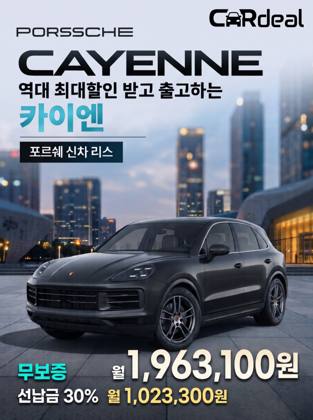 CaRdeal
PORSSCHE
CAYENNE
역대 최대할인 받고 출고하는
카이엔
포르쉐 신차 리스
무보증 월 1,963,100원
선납금 30% 월 1,023,300원